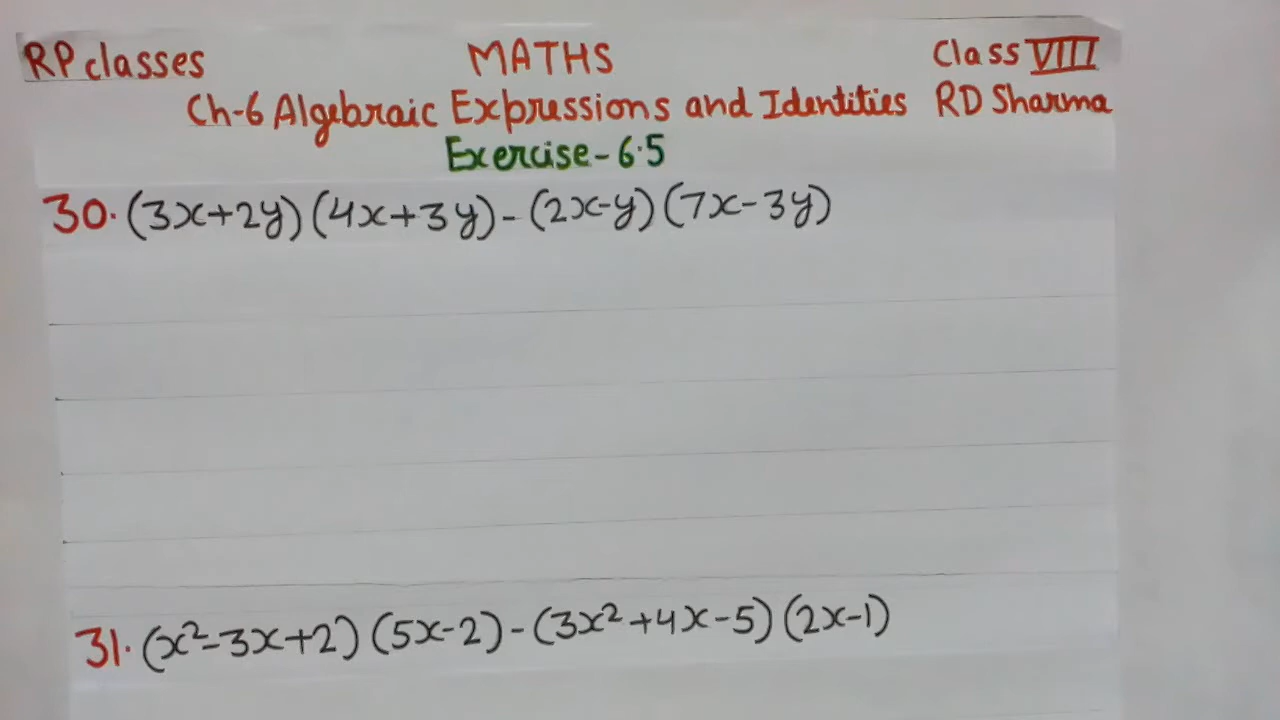 RP classes MATHS Class VIII
Ch-6 Algebraic Expressions and Identities RD Sharma
Exercise-6.5
30. (3x+2y)(4x+3y)-(2x-y)(7x-3y)
31. (x²-3x+2)(5x-2)-(3x²+4x-5)(2x-1)